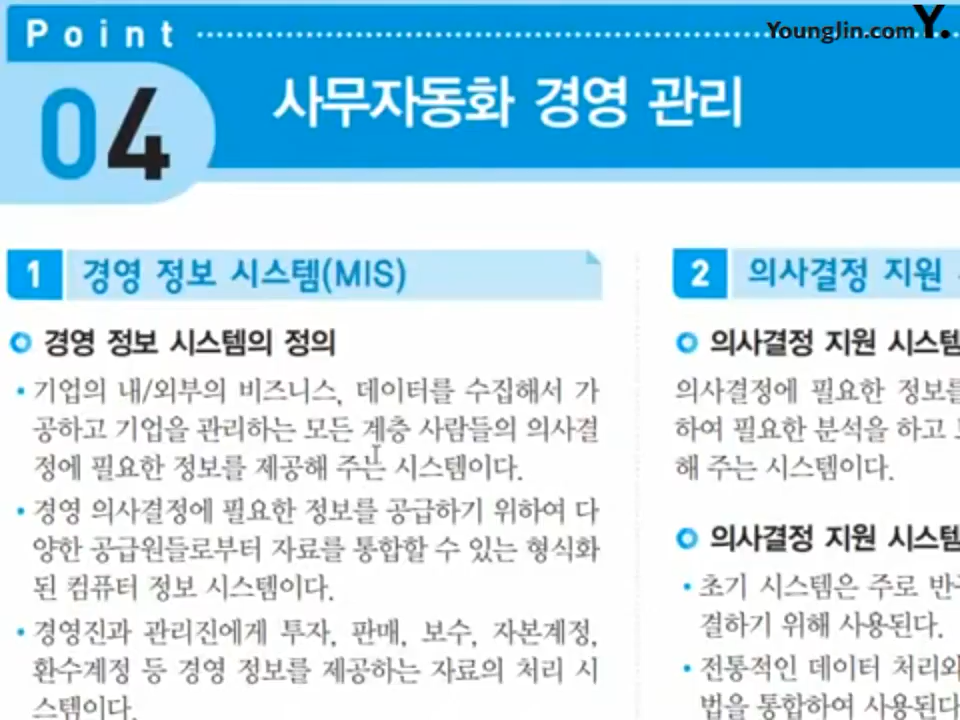 Point
YoungJin.com Y.
04
사무자동화 경영 관리
1 경영 정보 시스템(MIS)
경영 정보 시스템의 정의
• 기업의 내/외부의 비즈니스, 데이터를 수집해서 가
공하고 기업을 관리하는 모든 계층 사람들의 의사결
정에 필요한 정보를 제공해 주는 시스템이다.
• 경영 의사결정에 필요한 정보를 공급하기 위하여 다
양한 공급원들로부터 자료를 통합할 수 있는 형식화
된 컴퓨터 정보 시스템이다.
• 경영진과 관리진에게 투자, 판매, 보수, 자본계정,
환수계정 등 경영 정보를 제공하는 자료의 처리 시
스템이다.
2 의사결정 지원
의사결정 지원 시스템
의사결정에 필요한 정보를
하여 필요한 분석을 하고
해 주는 시스템이다.
의사결정 지원 시스템
• 초기 시스템은 주로
결하기 위해 사용된다.
• 전통적인 데이터 처리와
법을 통합하여 사용된다